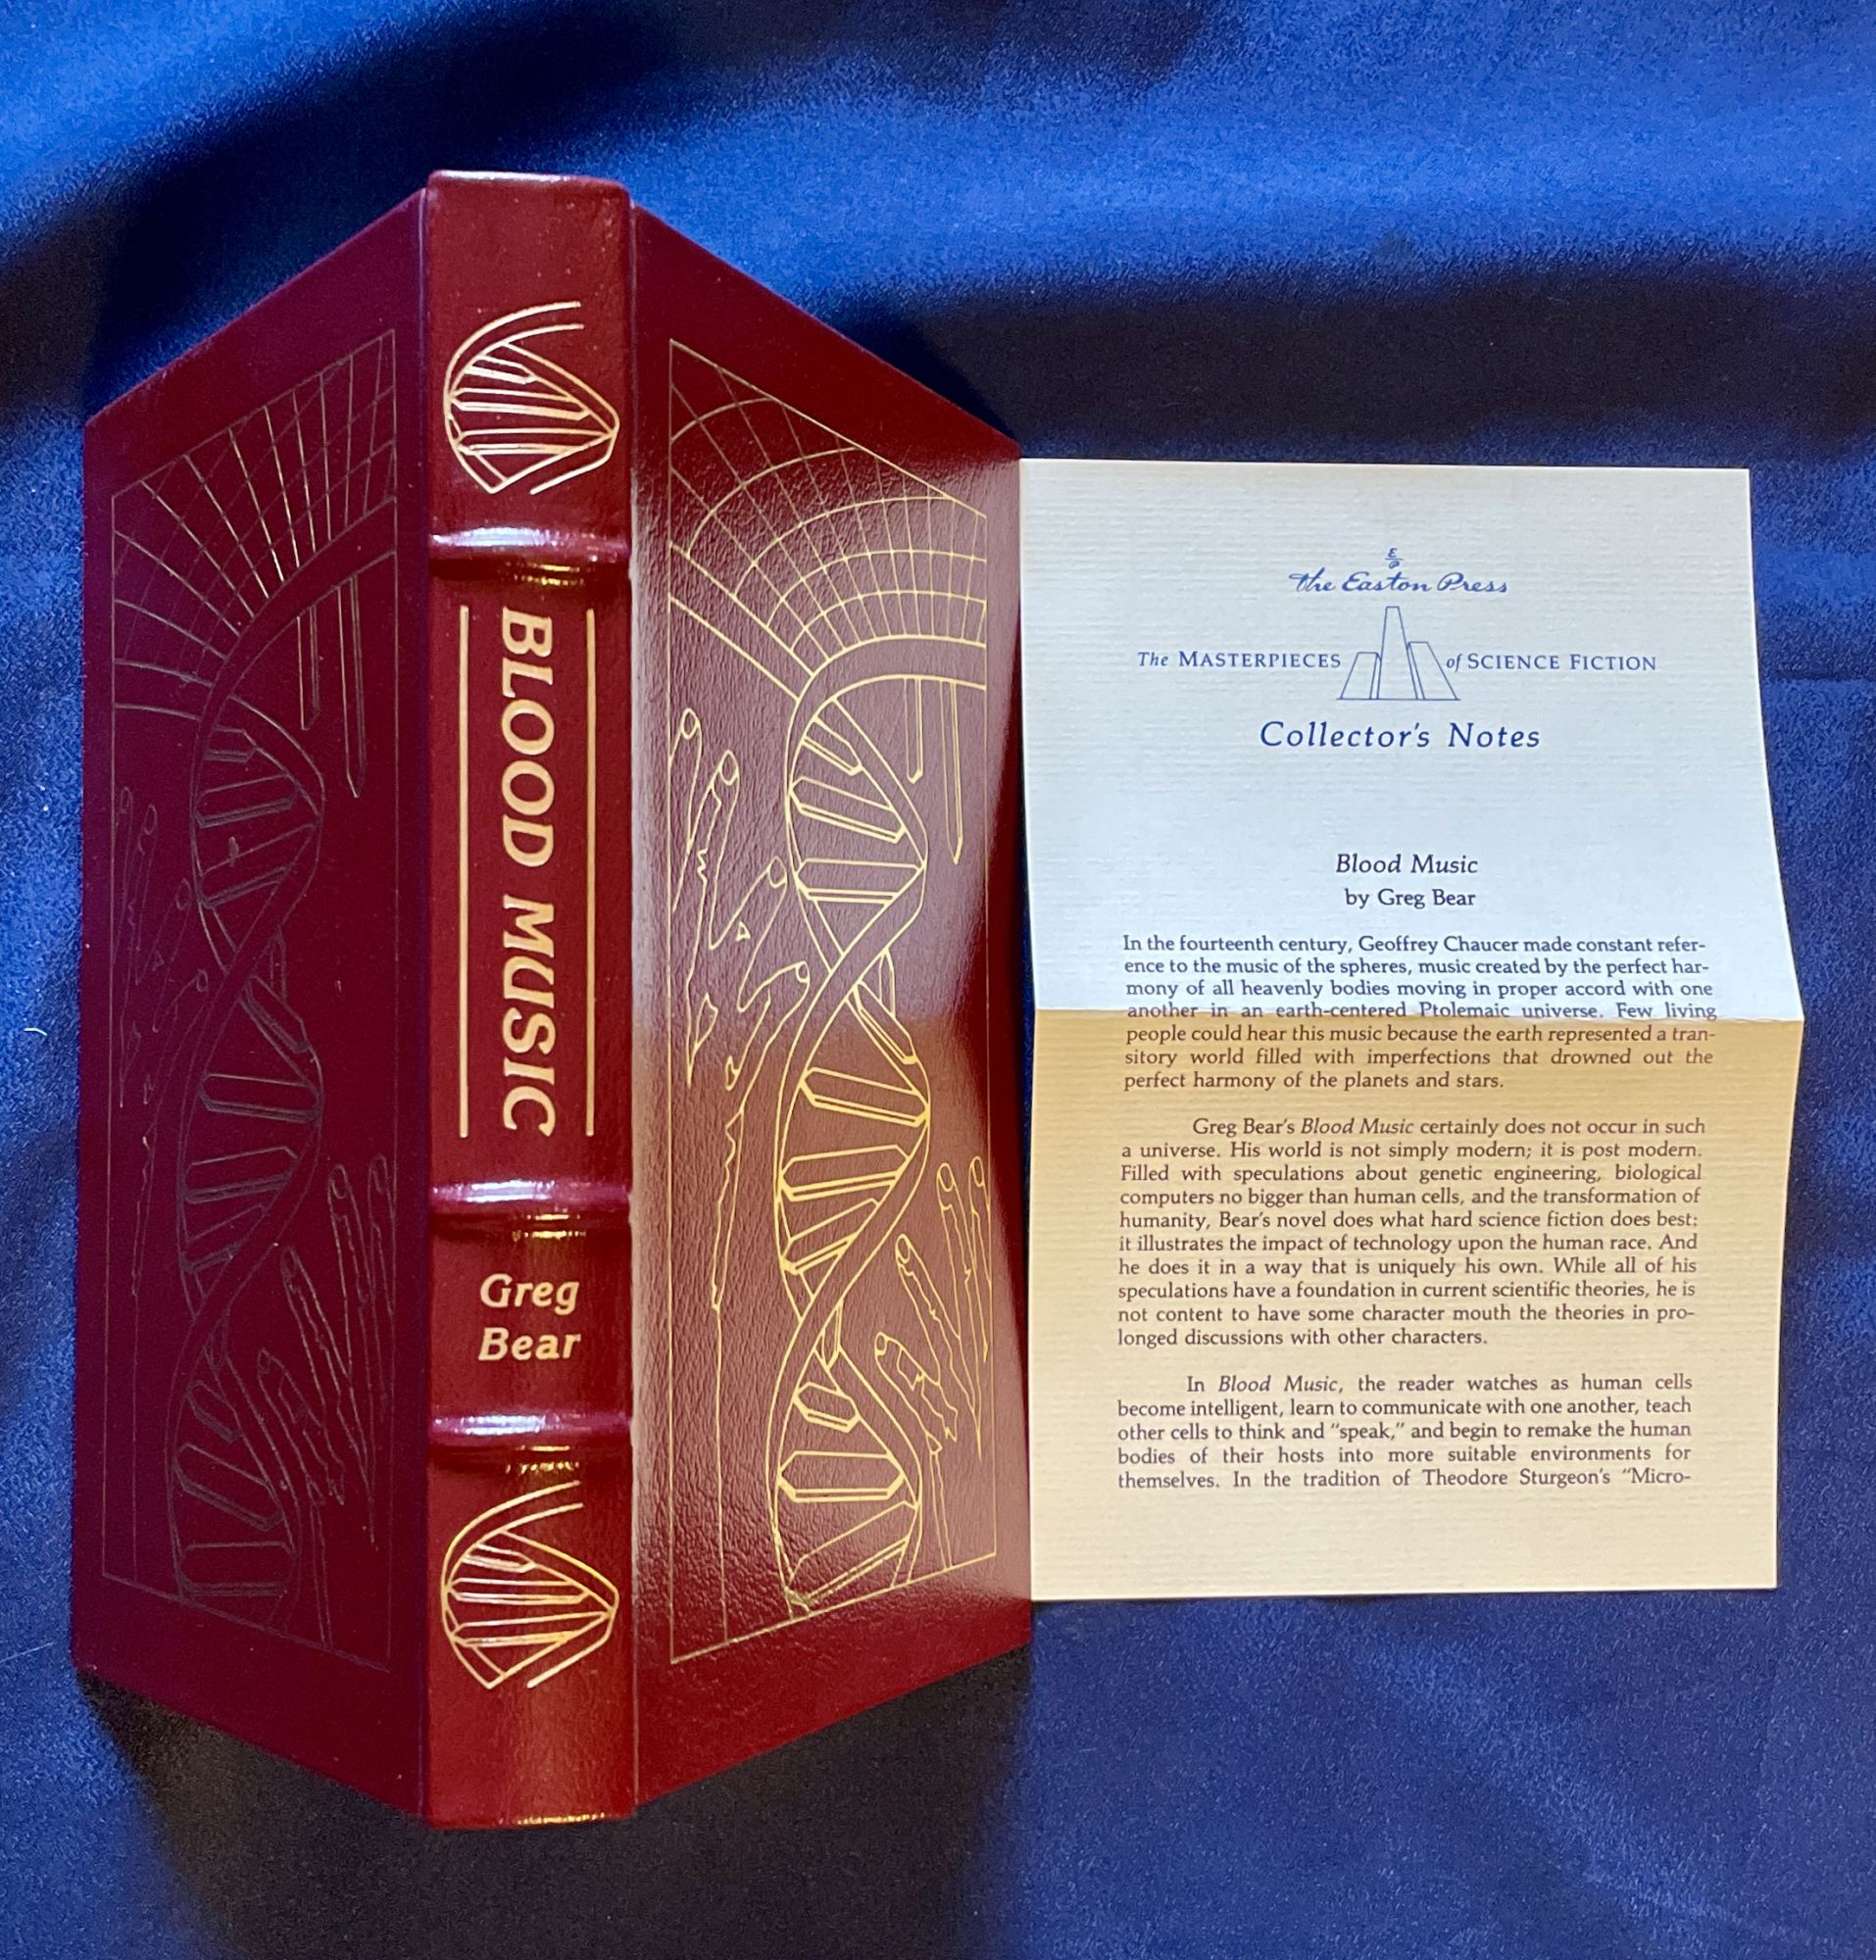 BLOOD MUSIC
Greg
Bear
the Easton Press
The MASTERPIECES of SCIENCE FICTION
Collector's Notes
Blood Music
by Greg Bear
In the fourteenth century, Geoffrey Chaucer made constant refer-
ence to the music of the spheres, music created by the perfect har-
mony of all heavenly bodies moving in proper accord with one
another in an earth-centered Ptolemaic universe. Few living
people could hear this music because the earth represented a tran-
sitory world filled with imperfections that drowned out the
perfect harmony of the planets and stars.
Greg Bear's Blood Music certainly does not occur in such
a universe. His world is not simply modern; it is post modern.
Filled with speculations about genetic engineering, biological
computers no bigger than human cells, and the transformation of
humanity, Bear's novel does what hard science fiction does best:
it illustrates the impact of technology upon the human race. And
he does it in a way that is uniquely his own. While all of his
speculations have a foundation in current scientific theories, he is
not content to have some character mouth the theories in pro-
longed discussions with other characters.
In Blood Music, the reader watches as human cells
become intelligent, learn to communicate with one another, teach
other cells to think and "speak," and begin to remake the human
bodies of their hosts into more suitable environments for
themselves. In the tradition of Theodore Sturgeon's "Micro-